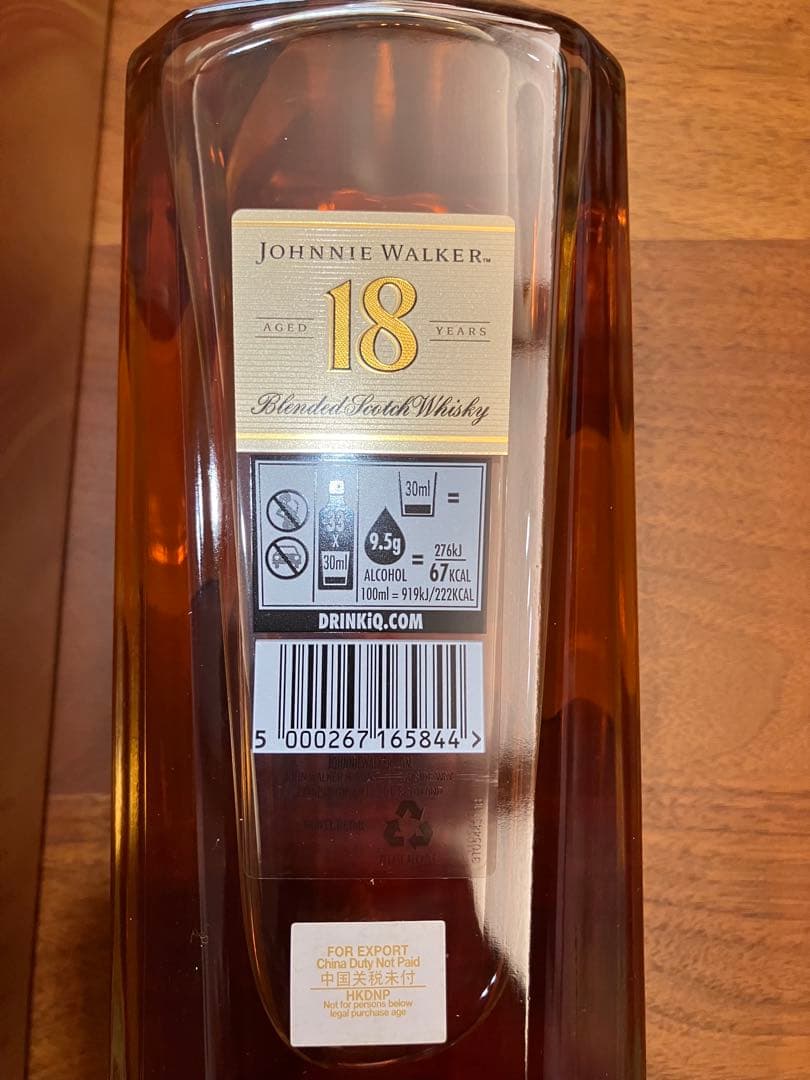 JOHNNIE WALKER™
AGED 18 YEARS
Blended Scotch Whisky
33 x 30ml
30ml =
9.5g ALCOHOL = 276kJ
67KCAL
100ml = 919kJ/222KCAL
DRINKiQ.COM
5 000267 165844 >
FOR EXPORT
China Duty Not Paid
中国关税未付
HKDNP
Not for persons below
legal purchase age